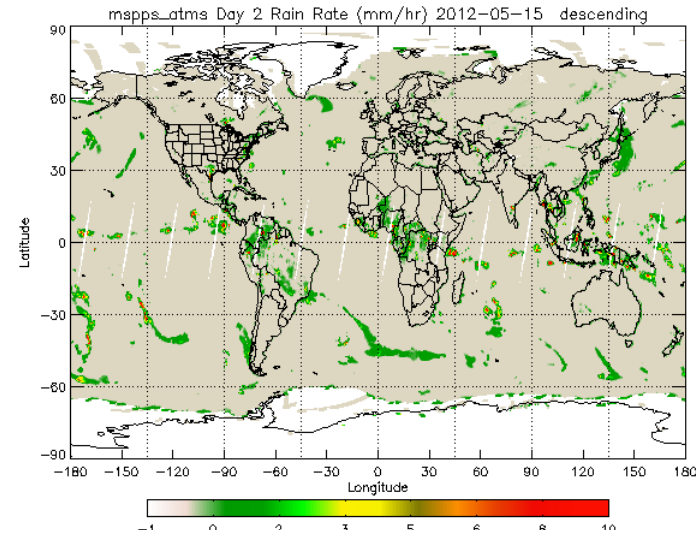 mspps_atms Day 2 Rain Rate (mm/hr) 2012-05-15 descending
90
60
30
0
-30
-60
-90
Latitude
-180 -150 -120 -90 -60 -30 0 30 60 90 120 150 180
Longitude
-1 0 2 3 4 5 6 8 10